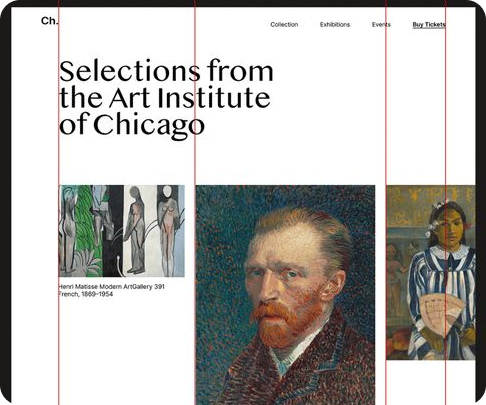 Ch.
Collection Exhibitions Events Buy Tickets
Selections from
the Art Institute
of Chicago
Henri Matisse Modern ArtGallery 391
French, 1869–1954